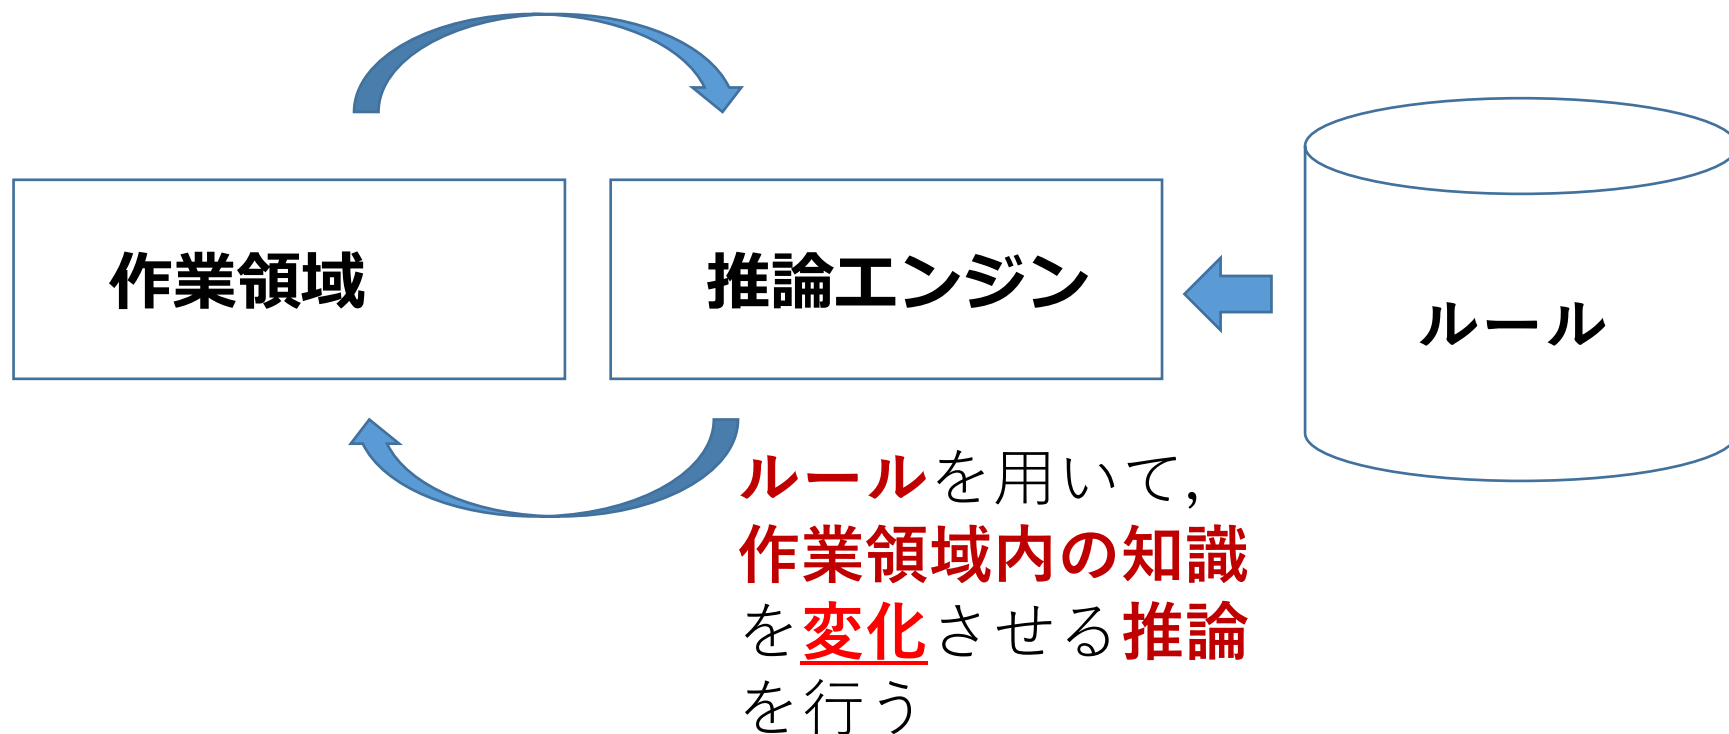 作業領域
推論エンジン
ルール
ルールを用いて,
作業領域内の知識
を変化させる推論
を行う